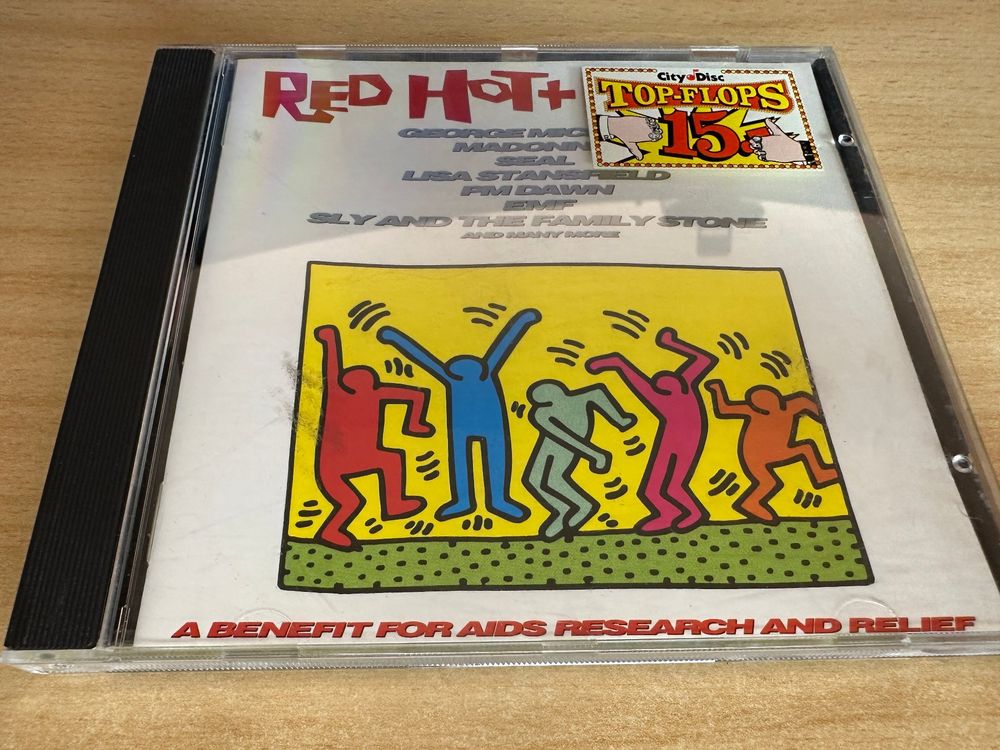 RED HOT+
City Disc
TOP-FLOPS
15.
GEORGE MIC
MADONN
SEAL
LISA STANSFIELD
PM DAWN
EMF
SLY AND THE FAMILY STONE
AND MANY MORE
A BENEFIT FOR AIDS RESEARCH AND RELIEF